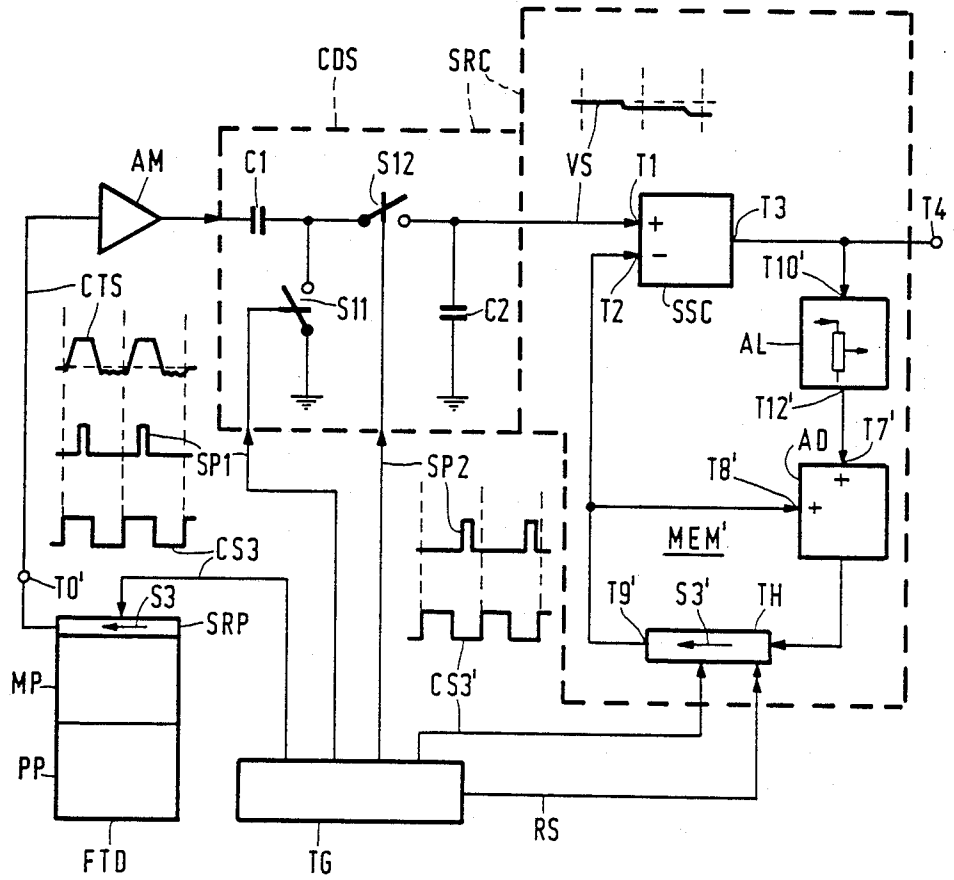 CDS
SRC
AM
C1
S12
VS
T1
+
T3
T4
CTS
S11
C2
T2
−
SSC
T10'
AL
T12'
T7'
AD
SP1
SP2
T8'
+
+
MEM'
CS3
T0'
S3
SRP
T9'
S3'
TH
MP
CS3'
PP
RS
FTD
TG